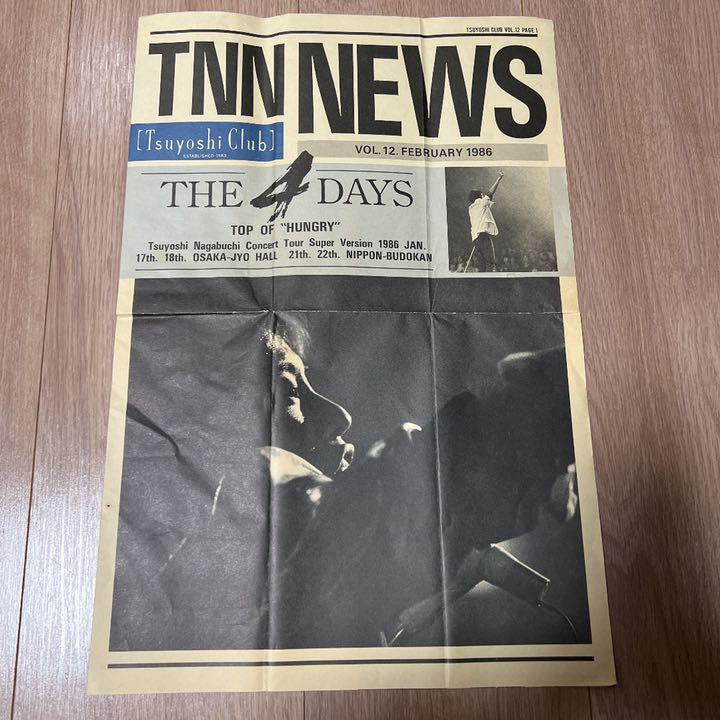 TSUYOSHI CLUB VOL.12 PAGE 1
TNN NEWS
[Tsuyoshi Club]
ESTABLISHED 1983
VOL.12. FEBRUARY 1986
THE 4 DAYS
TOP OF "HUNGRY"
Tsuyoshi Nagabuchi Concert Tour Super Version 1986 JAN.
17th. 18th. OSAKA-JYO HALL 21th. 22th. NIPPON-BUDOKAN